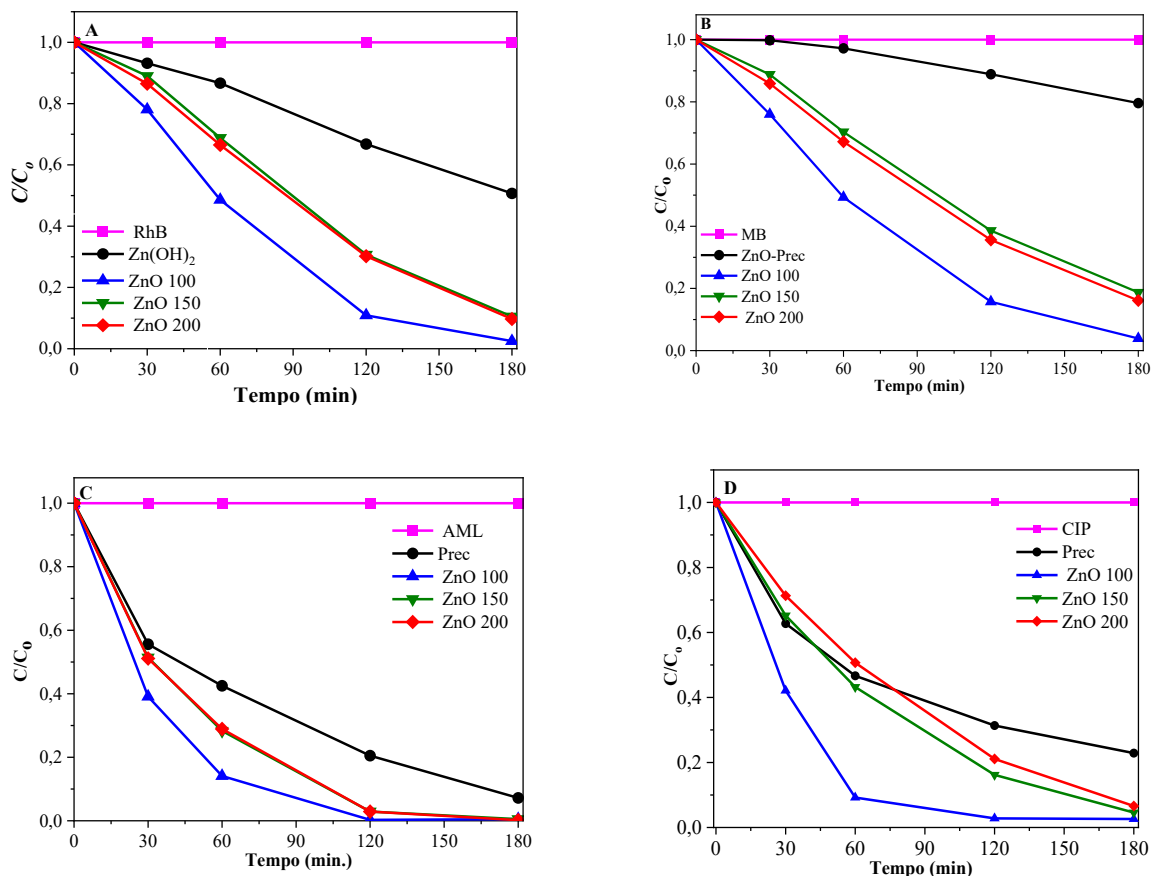 A
1,0
0,8
0,6
0,4
0,2
0,0
C/Co
RhB
Zn(OH)2
ZnO 100
ZnO 150
ZnO 200
0 30 60 90 120 150 180
Tempo (min)
B
1,0
0,8
0,6
0,4
0,2
0,0
C/Co
MB
ZnO-Prec
ZnO 100
ZnO 150
ZnO 200
0 30 60 90 120 150 180
Tempo (min)
C
1,0
0,8
0,6
0,4
0,2
0,0
C/Co
AML
Prec
ZnO 100
ZnO 150
ZnO 200
0 30 60 90 120 150 180
Tempo (min.)
D
1,0
0,8
0,6
0,4
0,2
0,0
C/Co
CIP
Prec
ZnO 100
ZnO 150
ZnO 200
0 30 60 90 120 150 180
Tempo (min)